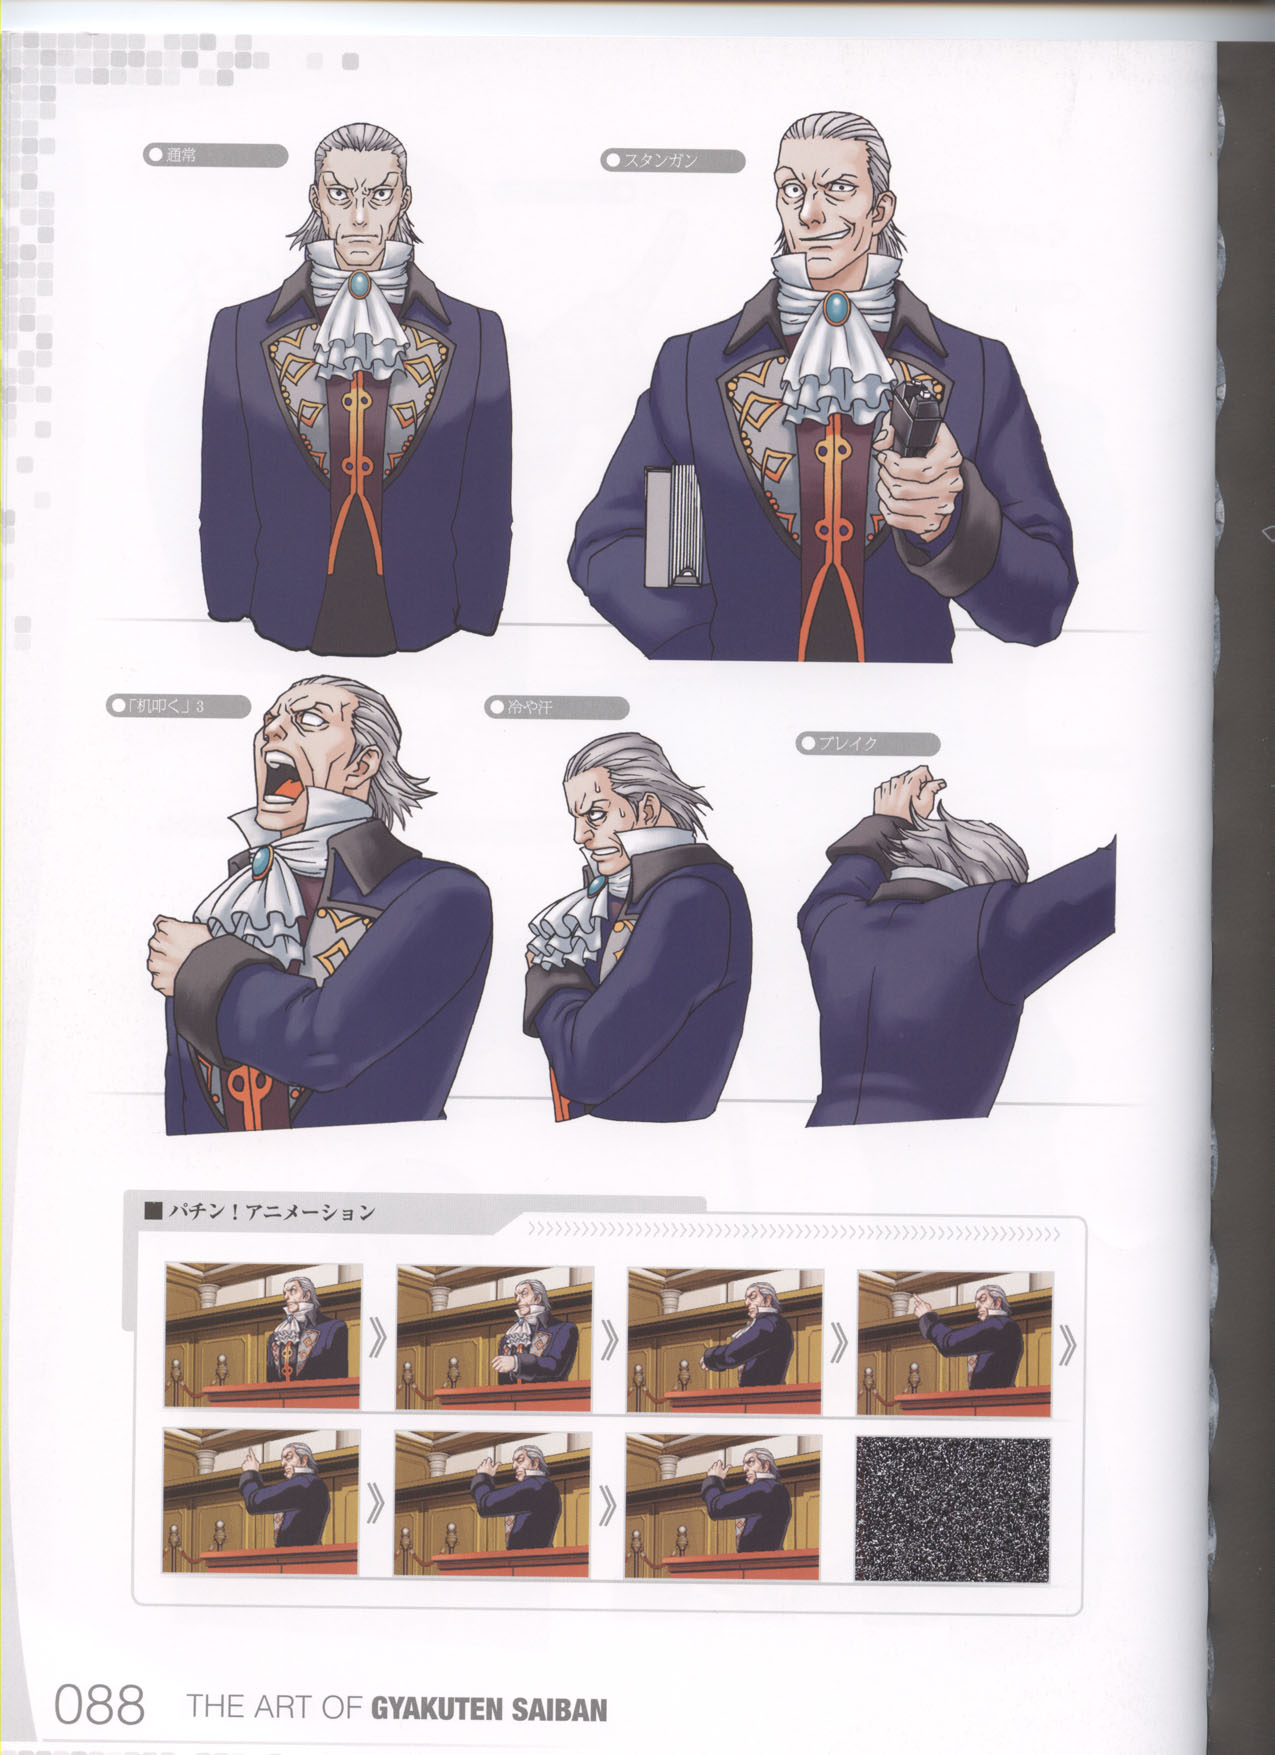 通常
スタンガン
「机叩く」3
冷や汗
ブレイク
■ パチン！アニメーション
088 THE ART OF GYAKUTEN SAIBAN